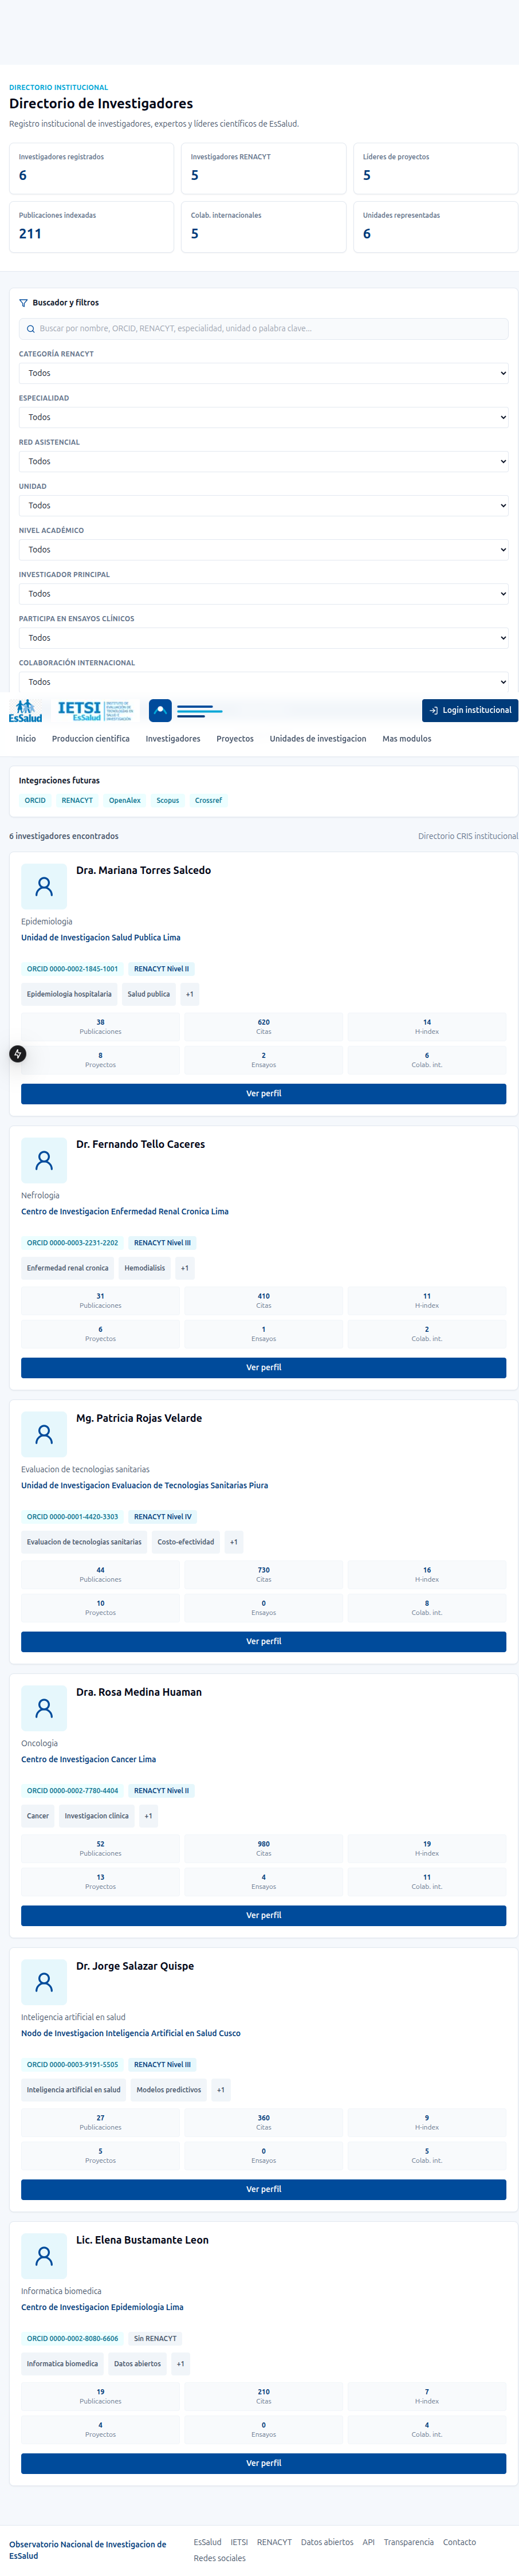 DIRECTORIO INSTITUCIONAL
Directorio de Investigadores
Registro institucional de investigadores, expertos y líderes científicos de EsSalud.
Investigadores registrados
6
Investigadores RENACYT
5
Líderes de proyectos
5
Publicaciones indexadas
211
Colab. internacionales
5
Unidades representadas
6
Buscador y filtros
Buscar por nombre, ORCID, RENACYT, especialidad, unidad o palabra clave...
CATEGORÍA RENACYT
Todos
ESPECIALIDAD
Todos
RED ASISTENCIAL
Todos
UNIDAD
Todos
NIVEL ACADÉMICO
Todos
INVESTIGADOR PRINCIPAL
Todos
PARTICIPA EN ENSAYOS CLÍNICOS
Todos
COLABORACIÓN INTERNACIONAL
Todos
EsSalud
IETSI
EsSalud
INSTITUTO DE
EVALUACIÓN DE
TECNOLOGÍAS EN
SALUD E
INVESTIGACIÓN
Login institucional
Inicio
Produccion cientifica
Investigadores
Proyectos
Unidades de investigacion
Mas modulos
Integraciones futuras
ORCID
RENACYT
OpenAlex
Scopus
Crossref
6 investigadores encontrados
Directorio CRIS institucional
Dra. Mariana Torres Salcedo
Epidemiologia
Unidad de Investigacion Salud Publica Lima
ORCID 0000-0002-1845-1001
RENACYT Nivel II
Epidemiologia hospitalaria
Salud publica
+1
38
Publicaciones
620
Citas
14
H-index
8
Proyectos
2
Ensayos
6
Colab. int.
Ver perfil
Dr. Fernando Tello Caceres
Nefrologia
Centro de Investigacion Enfermedad Renal Cronica Lima
ORCID 0000-0003-2231-2202
RENACYT Nivel III
Enfermedad renal cronica
Hemodialisis
+1
31
Publicaciones
410
Citas
11
H-index
6
Proyectos
1
Ensayos
2
Colab. int.
Ver perfil
Mg. Patricia Rojas Velarde
Evaluacion de tecnologias sanitarias
Unidad de Investigacion Evaluacion de Tecnologias Sanitarias Piura
ORCID 0000-0001-4420-3303
RENACYT Nivel IV
Evaluacion de tecnologias sanitarias
Costo-efectividad
+1
44
Publicaciones
730
Citas
16
H-index
10
Proyectos
0
Ensayos
8
Colab. int.
Ver perfil
Dra. Rosa Medina Huaman
Oncologia
Centro de Investigacion Cancer Lima
ORCID 0000-0002-7780-4404
RENACYT Nivel II
Cancer
Investigacion clinica
+1
52
Publicaciones
980
Citas
19
H-index
13
Proyectos
4
Ensayos
11
Colab. int.
Ver perfil
Dr. Jorge Salazar Quispe
Inteligencia artificial en salud
Nodo de Investigacion Inteligencia Artificial en Salud Cusco
ORCID 0000-0003-9191-5505
RENACYT Nivel III
Inteligencia artificial en salud
Modelos predictivos
+1
27
Publicaciones
360
Citas
9
H-index
5
Proyectos
0
Ensayos
5
Colab. int.
Ver perfil
Lic. Elena Bustamante Leon
Informatica biomedica
Centro de Investigacion Epidemiologia Lima
ORCID 0000-0002-8080-6606
Sin RENACYT
Informatica biomedica
Datos abiertos
+1
19
Publicaciones
210
Citas
7
H-index
4
Proyectos
0
Ensayos
4
Colab. int.
Ver perfil
Observatorio Nacional de Investigacion de
EsSalud
EsSalud
IETSI
RENACYT
Datos abiertos
API
Transparencia
Contacto
Redes sociales